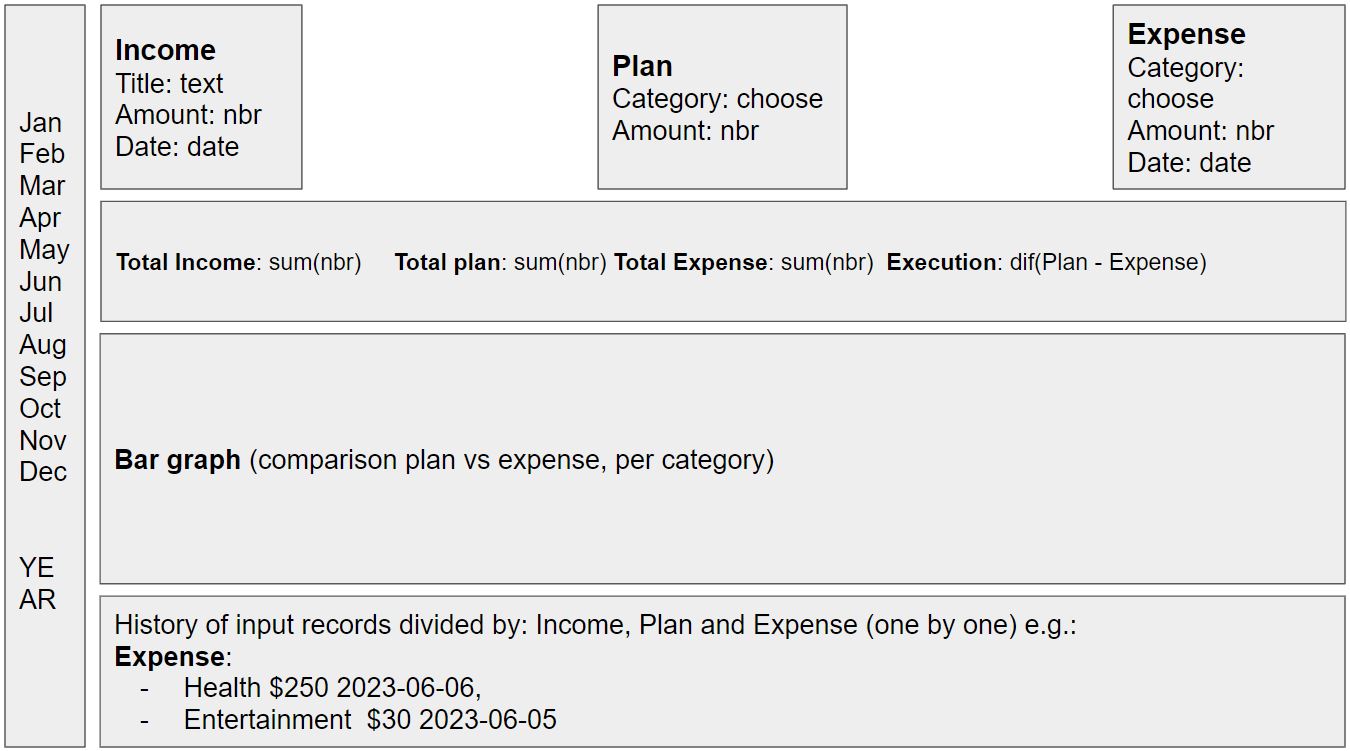 Jan
Feb
Mar
Apr
May
Jun
Jul
Aug
Sep
Oct
Nov
Dec
YE
AR
Income
Title: text
Amount: nbr
Date: date
Plan
Category: choose
Amount: nbr
Expense
Category:
choose
Amount: nbr
Date: date
Total Income: sum(nbr) Total plan: sum(nbr) Total Expense: sum(nbr) Execution: dif(Plan - Expense)
Bar graph (comparison plan vs expense, per category)
History of input records divided by: Income, Plan and Expense (one by one) e.g.:
Expense:
- Health $250 2023-06-06,
- Entertainment $30 2023-06-05